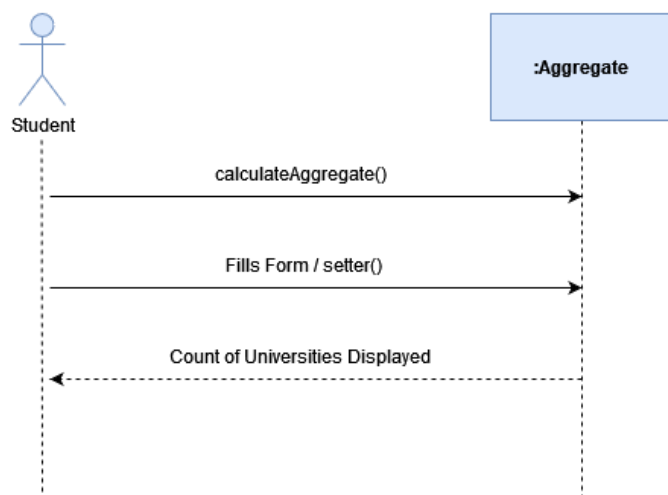 :Aggregate
Student
calculateAggregate()
Fills Form / setter()
Count of Universities Displayed